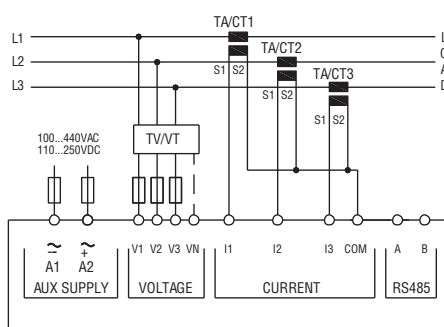 TA/CT1
L1
L
L2
TA/CT2
O
S1 S2
A
L3
TA/CT3
D
S1 S2
S1 S2
100...440VAC
110...250VDC
TV/VT
~ ~
- +
A1 A2
V1 V2 V3 VN
I1 I2 I3 COM
A B
AUX SUPPLY
VOLTAGE
CURRENT
RS485